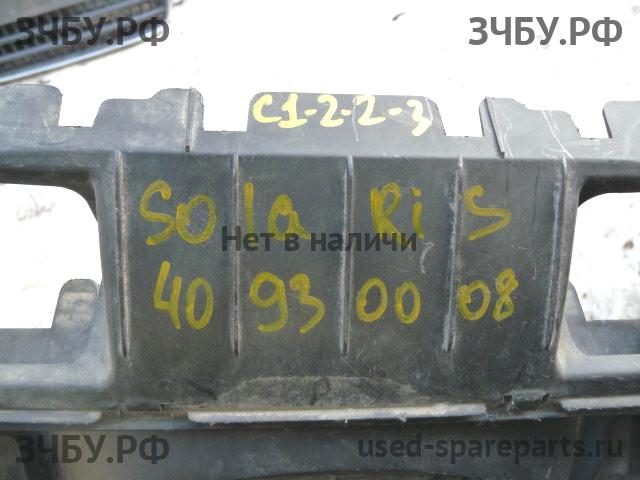 ЗЧБУ.РФ ЗЧБУ.РФ
C1-2-2-3
SOlaRiS
Нет в наличии
40 93 00 08
ЗЧБУ.РФ used-spareparts.ru